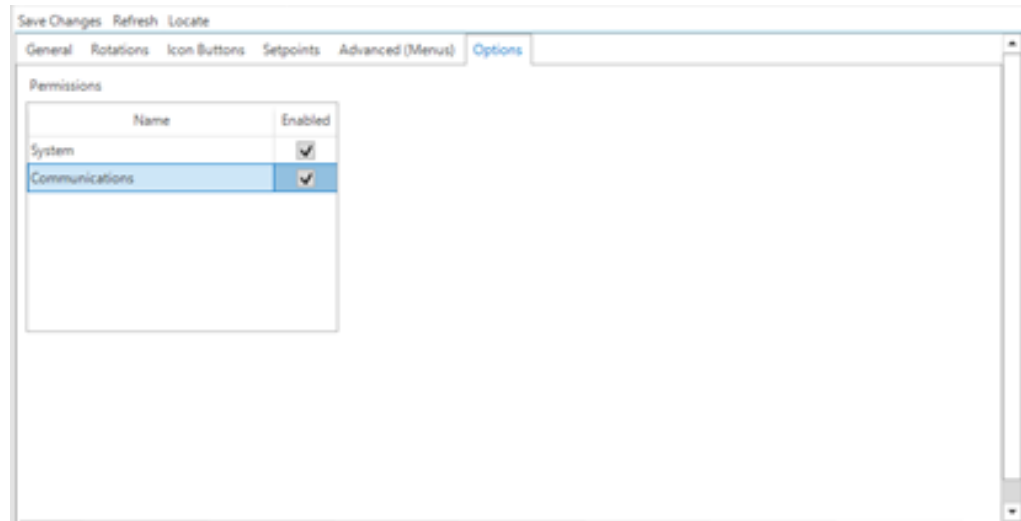 Save Changes Refresh Locate
General Rotations Icon Buttons Setpoints Advanced (Menus) Options
Permissions
Name Enabled
System
Communications